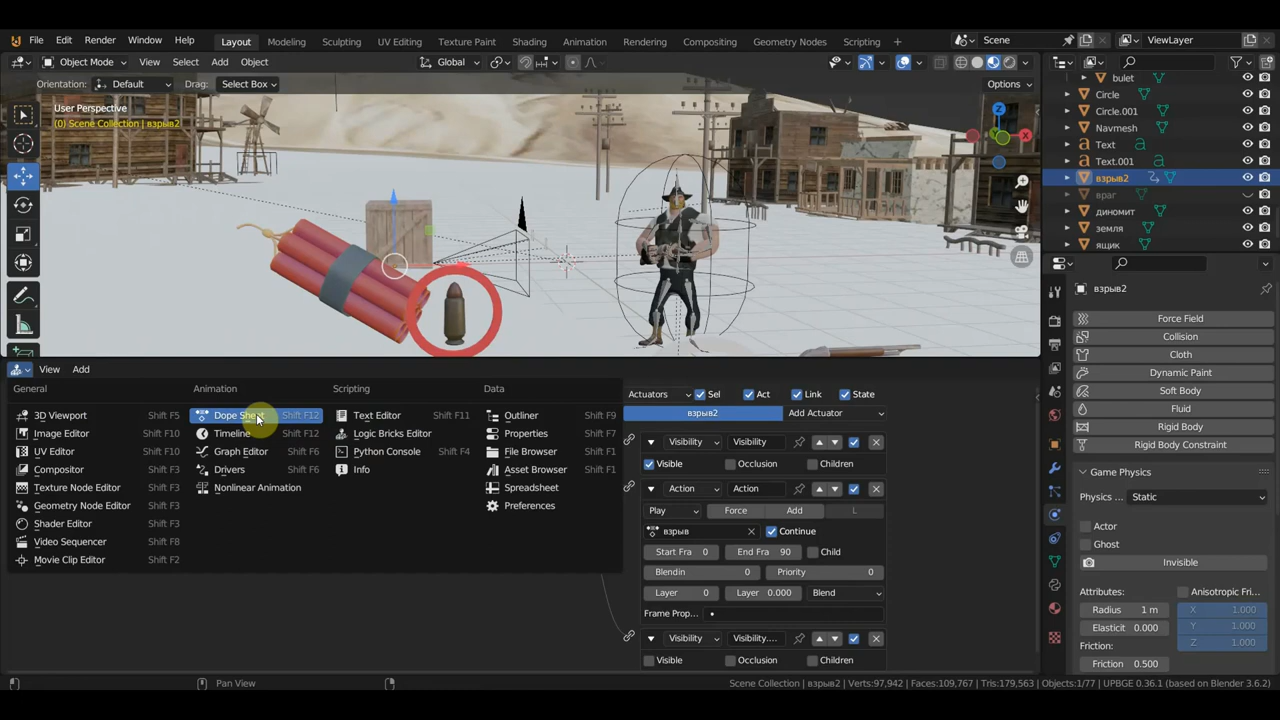 File Edit Render Window Help Layout Modeling Sculpting UV Editing Texture Paint Shading Animation Rendering Compositing Geometry Nodes Scripting + Scene ViewLayer
Object Mode View Select Add Object Global
Orientation: Default Drag: Select Box Options
User Perspective
(0) Scene Collection | взрыв2
Z
X
bulet
Circle
Circle.001
Navmesh
Text
Text.001
взрыв2
враг
диномит
земля
ящик
взрыв2
Force Field
Collision
Cloth
Dynamic Paint
Soft Body
Fluid
Rigid Body
Rigid Body Constraint
Game Physics
Physics ... Static
Actor
Ghost
Invisible
Attributes: Anisotropic Fri...
Radius 1 m X 1.000
Elasticit 0.000 Y 1.000
Friction: Z 1.000
Friction 0.500
View Add
General Animation Scripting Data
3D Viewport Shift F5 Dope Sheet Shift F12 Text Editor Shift F11 Outliner Shift F9
Image Editor Shift F10 Timeline Shift F12 Logic Bricks Editor Properties Shift F7
UV Editor Shift F10 Graph Editor Shift F6 Python Console Shift F4 File Browser Shift F1
Compositor Shift F3 Drivers Shift F6 Info Asset Browser Shift F1
Texture Node Editor Shift F3 Nonlinear Animation Spreadsheet
Geometry Node Editor Shift F3 Preferences
Shader Editor Shift F3
Video Sequencer Shift F8
Movie Clip Editor Shift F2
Actuators Sel Act Link State
взрыв2 Add Actuator
Visibility Visibility
Visible Occlusion Children
Action Action
Play Force Add L
взрыв Continue
Start Fra 0 End Fra 90 Child
Blendin 0 Priority 0
Layer 0 Layer 0.000 Blend
Frame Prop...
Visibility Visibility....
Visible Occlusion Children
Pan View Scene Collection | взрыв2 | Verts:97,942 | Faces:109,767 | Tris:179,563 | Objects:1/77 | UPBGE 0.36.1 (based on Blender 3.6.2)